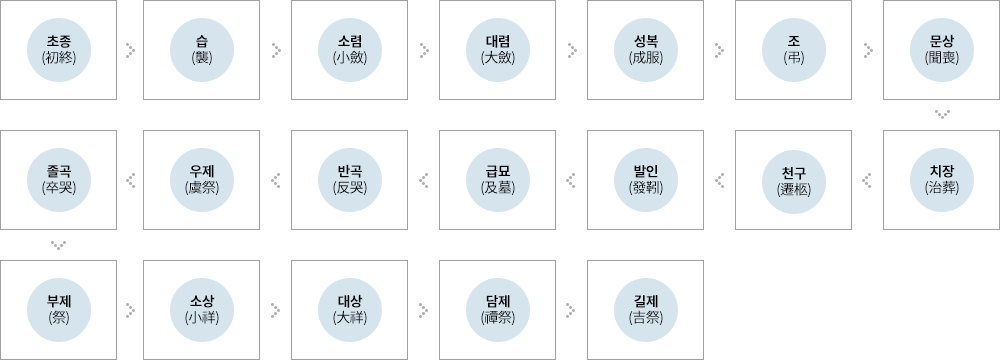 초종
(初終)
습
(襲)
소렴
(小斂)
대렴
(大斂)
성복
(成服)
조
(弔)
문상
(聞喪)
치장
(治葬)
천구
(遷柩)
발인
(發靷)
급묘
(及墓)
반곡
(反哭)
우제
(虞祭)
졸곡
(卒哭)
부제
(祭)
소상
(小祥)
대상
(大祥)
담제
(禫祭)
길제
(吉祭)